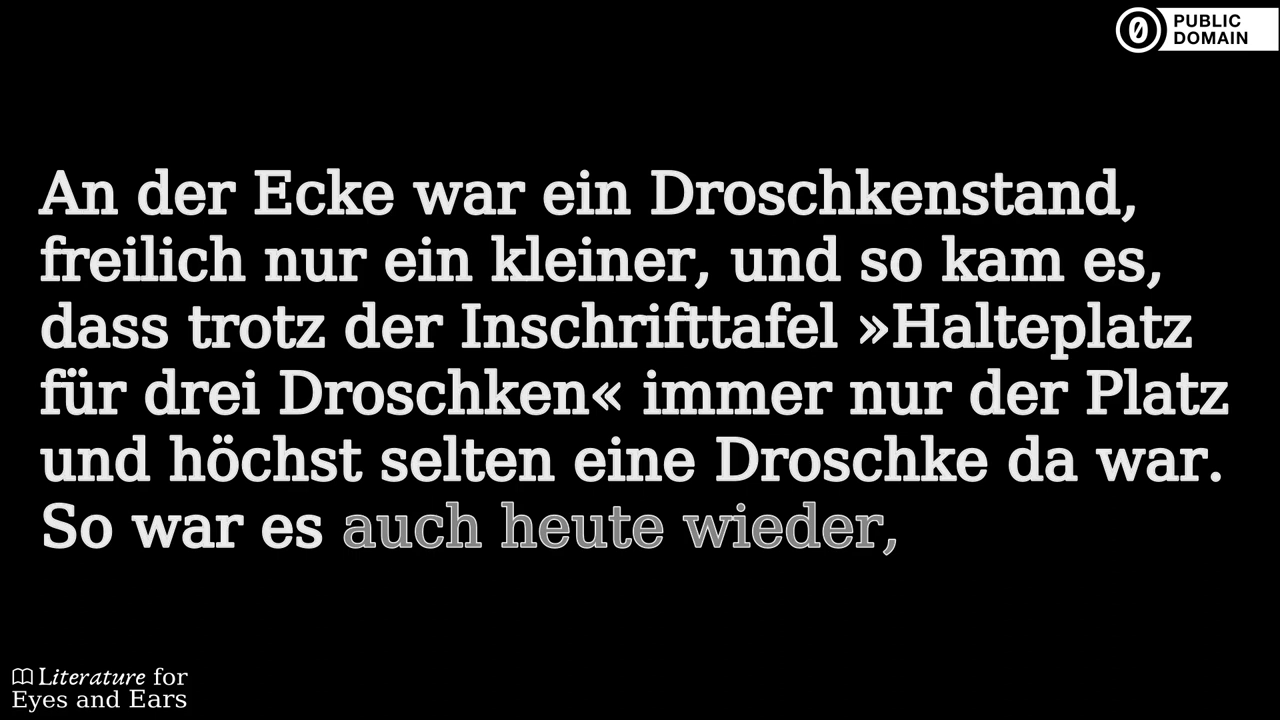 PUBLIC
DOMAIN
An der Ecke war ein Droschkenstand,
freilich nur ein kleiner, und so kam es,
dass trotz der Inschrifttafel »Halteplatz
für drei Droschken« immer nur der Platz
und höchst selten eine Droschke da war.
So war es auch heute wieder,
Literature for
Eyes and Ears